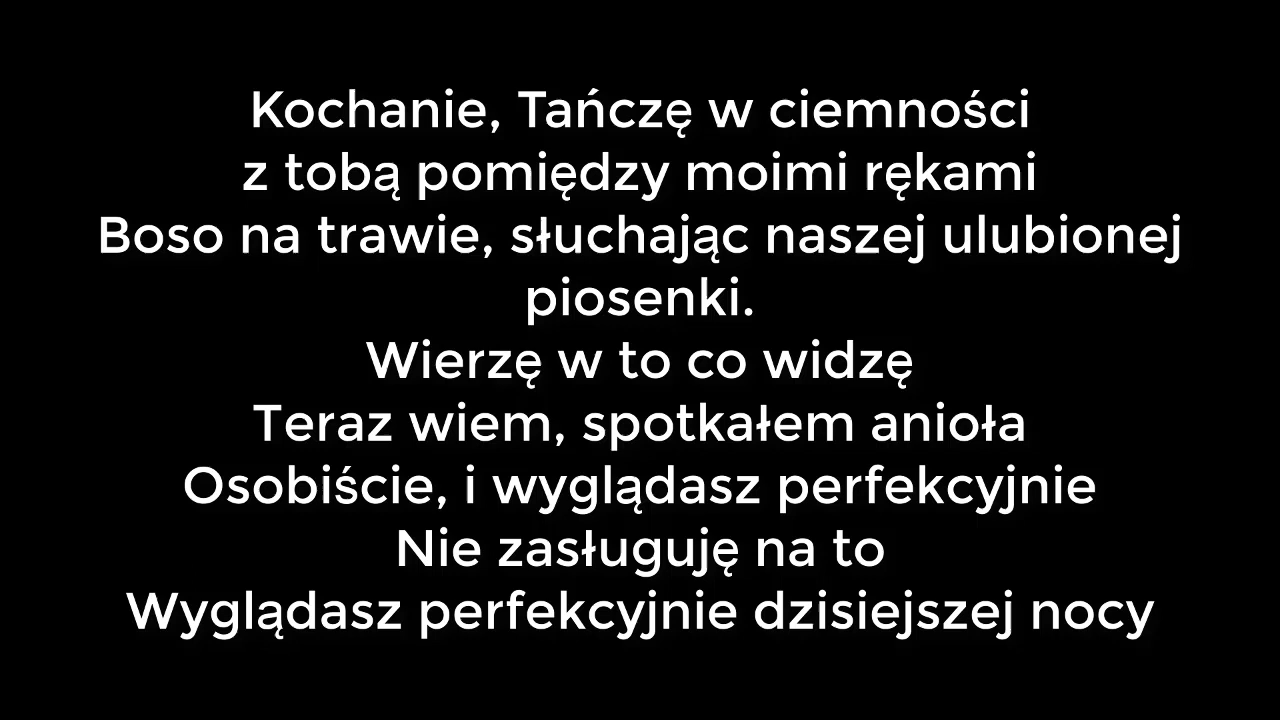 Kochanie, Tańczę w ciemności
z tobą pomiędzy moimi rękami
Boso na trawie, słuchając naszej ulubionej
piosenki.
Wierzę w to co widzę
Teraz wiem, spotkałem anioła
Osobiście, i wyglądasz perfekcyjnie
Nie zasługuję na to
Wyglądasz perfekcyjnie dzisiejszej nocy